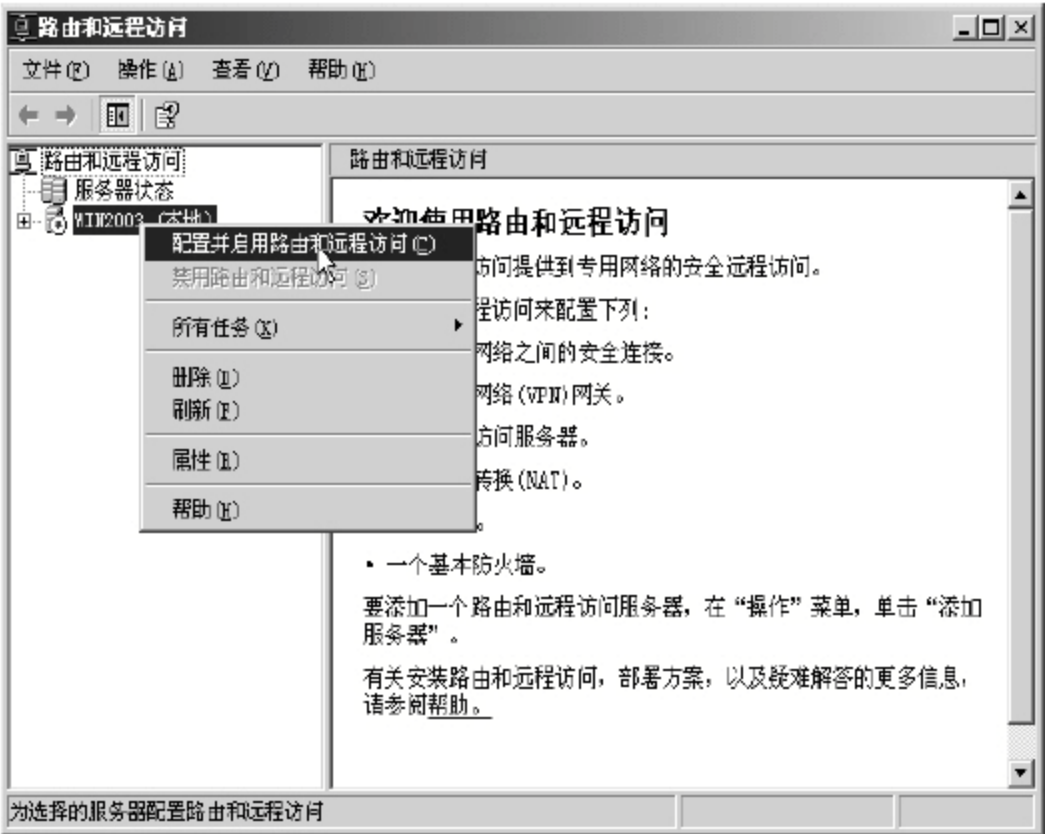 路由和远程访问
文件(F) 操作(A) 查看(V) 帮助(H)
路由和远程访问
服务器状态
WIN2003 (本地)
配置并启用路由和远程访问(C)
禁用路由和远程访问(S)
所有任务(K)
删除(D)
刷新(F)
属性(R)
帮助(H)
路由和远程访问
欢迎使用路由和远程访问
访问提供到专用网络的安全远程访问。
程访问来配置下列:
网络之间的安全连接。
网络(VPN)网关。
访问服务器。
转换(NAT)。
。
• 一个基本防火墙。
要添加一个路由和远程访问服务器，在“操作”菜单，单击“添加
服务器”。
有关安装路由和远程访问，部署方案，以及疑难解答的更多信息，
请参阅帮助。
为选择的服务器配置路由和远程访问